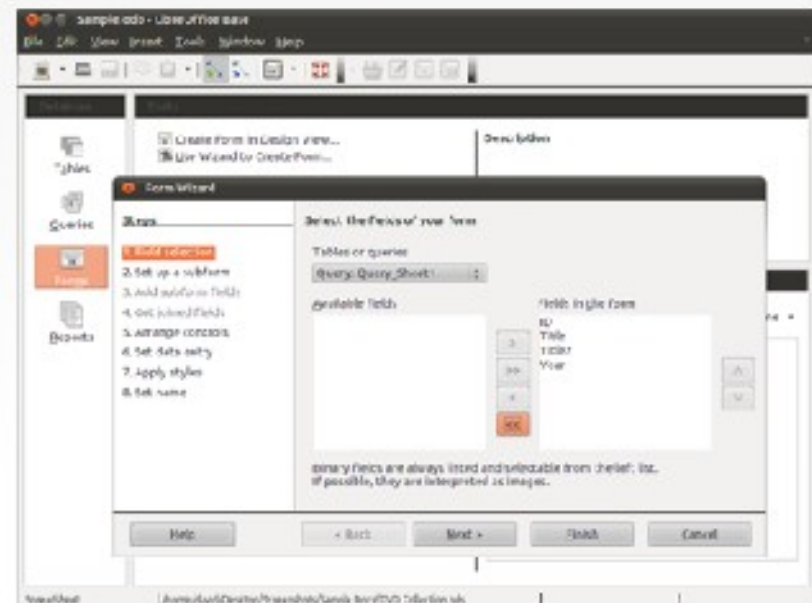 Sample.odb - LibreOffice Base
File Edit View Insert Tools Window Help
Database
Tasks
Create Form in Design View...
Use Wizard to Create Form...
Description
Tables
Queries
Forms
Reports
Form Wizard
Steps
1. Field selection
2. Set up a subform
3. Add subform fields
4. Get joined fields
5. Arrange controls
6. Set data entry
7. Apply styles
8. Set name
Select the fields of your form
Tables or queries
Available fields
Fields in the form
ID
Title
Year
>
>>
<
<<
Binary fields are always listed and selectable from the left list.
If possible, they are interpreted as images.
Help
< Back
Next >
Finish
Cancel
Spreadsheet